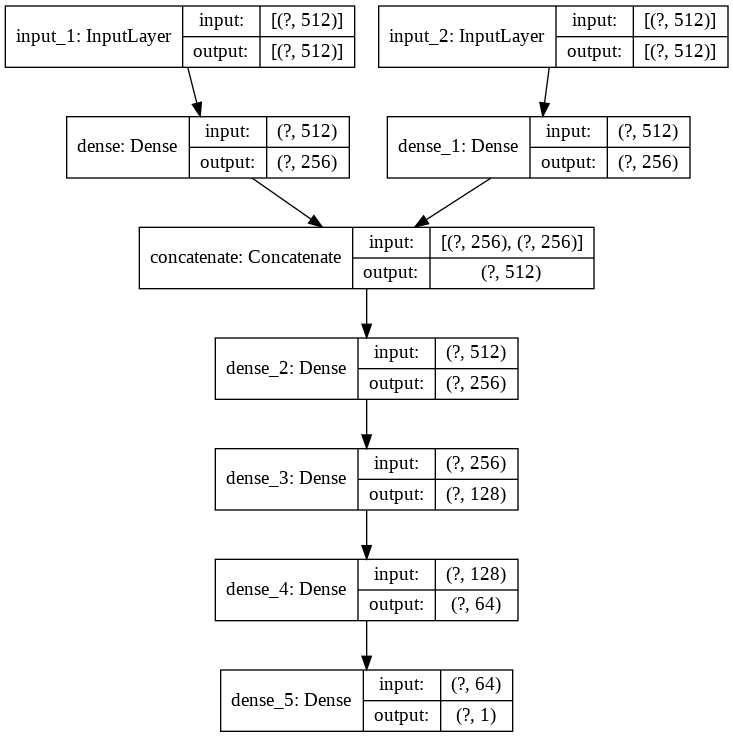 input_1: InputLayer
input: [(?, 512)]
output: [(?, 512)]
input_2: InputLayer
input: [(?, 512)]
output: [(?, 512)]
dense: Dense
input: (?, 512)
output: (?, 256)
dense_1: Dense
input: (?, 512)
output: (?, 256)
concatenate: Concatenate
input: [(?, 256), (?, 256)]
output: (?, 512)
dense_2: Dense
input: (?, 512)
output: (?, 256)
dense_3: Dense
input: (?, 256)
output: (?, 128)
dense_4: Dense
input: (?, 128)
output: (?, 64)
dense_5: Dense
input: (?, 64)
output: (?, 1)